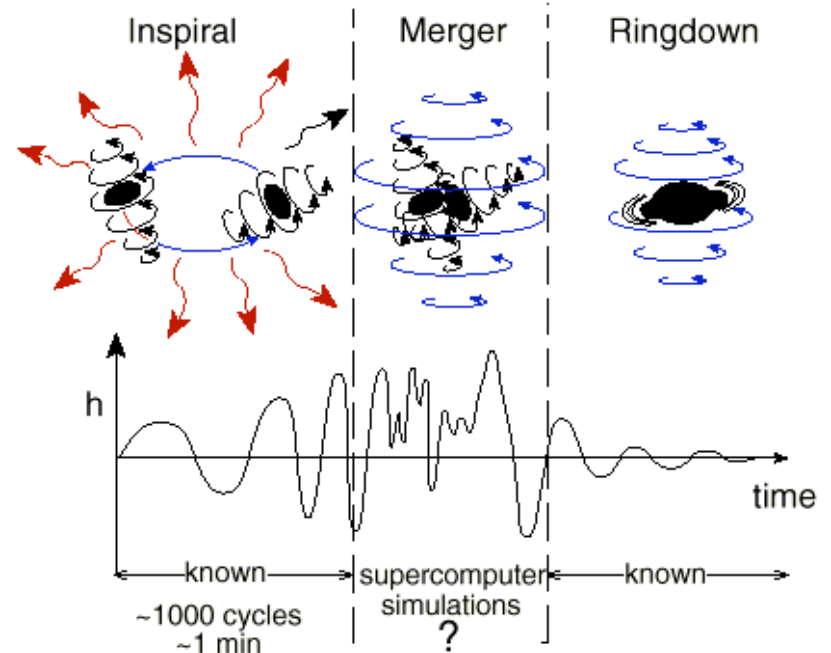 Inspiral
Merger
Ringdown
h
time
known
supercomputer
simulations
?
known
~1000 cycles
~1 min